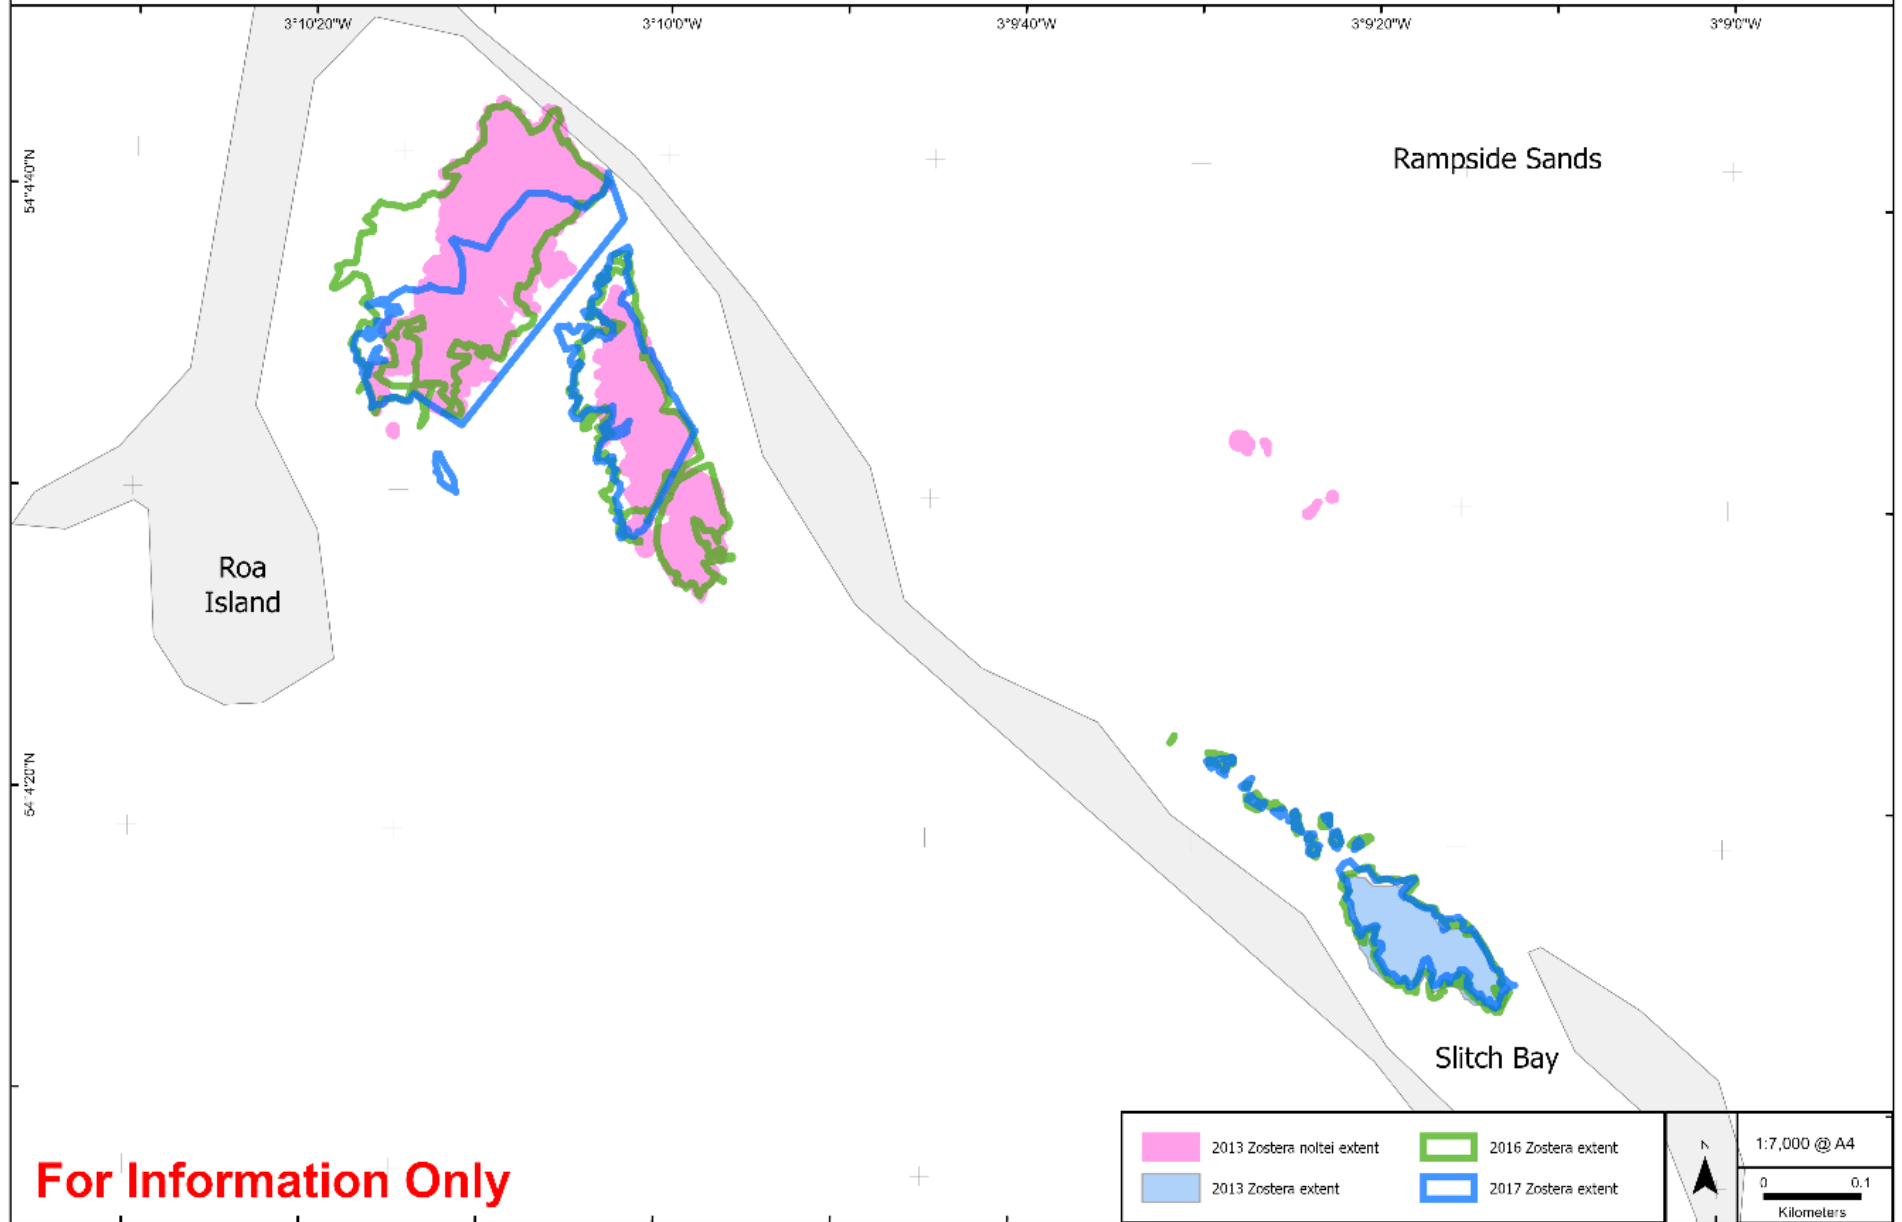 3°10'20"W 3°10'0"W 3°9'40"W 3°9'20"W 3°9'0"W
Rampside Sands
54°4'40"N
Roa
Island
54°4'20"N
Slitch Bay
For Information Only
2013 Zostera noltei extent
2016 Zostera extent
2013 Zostera extent
2017 Zostera extent
N
1:7,000 @ A4
0 0.1
Kilometers